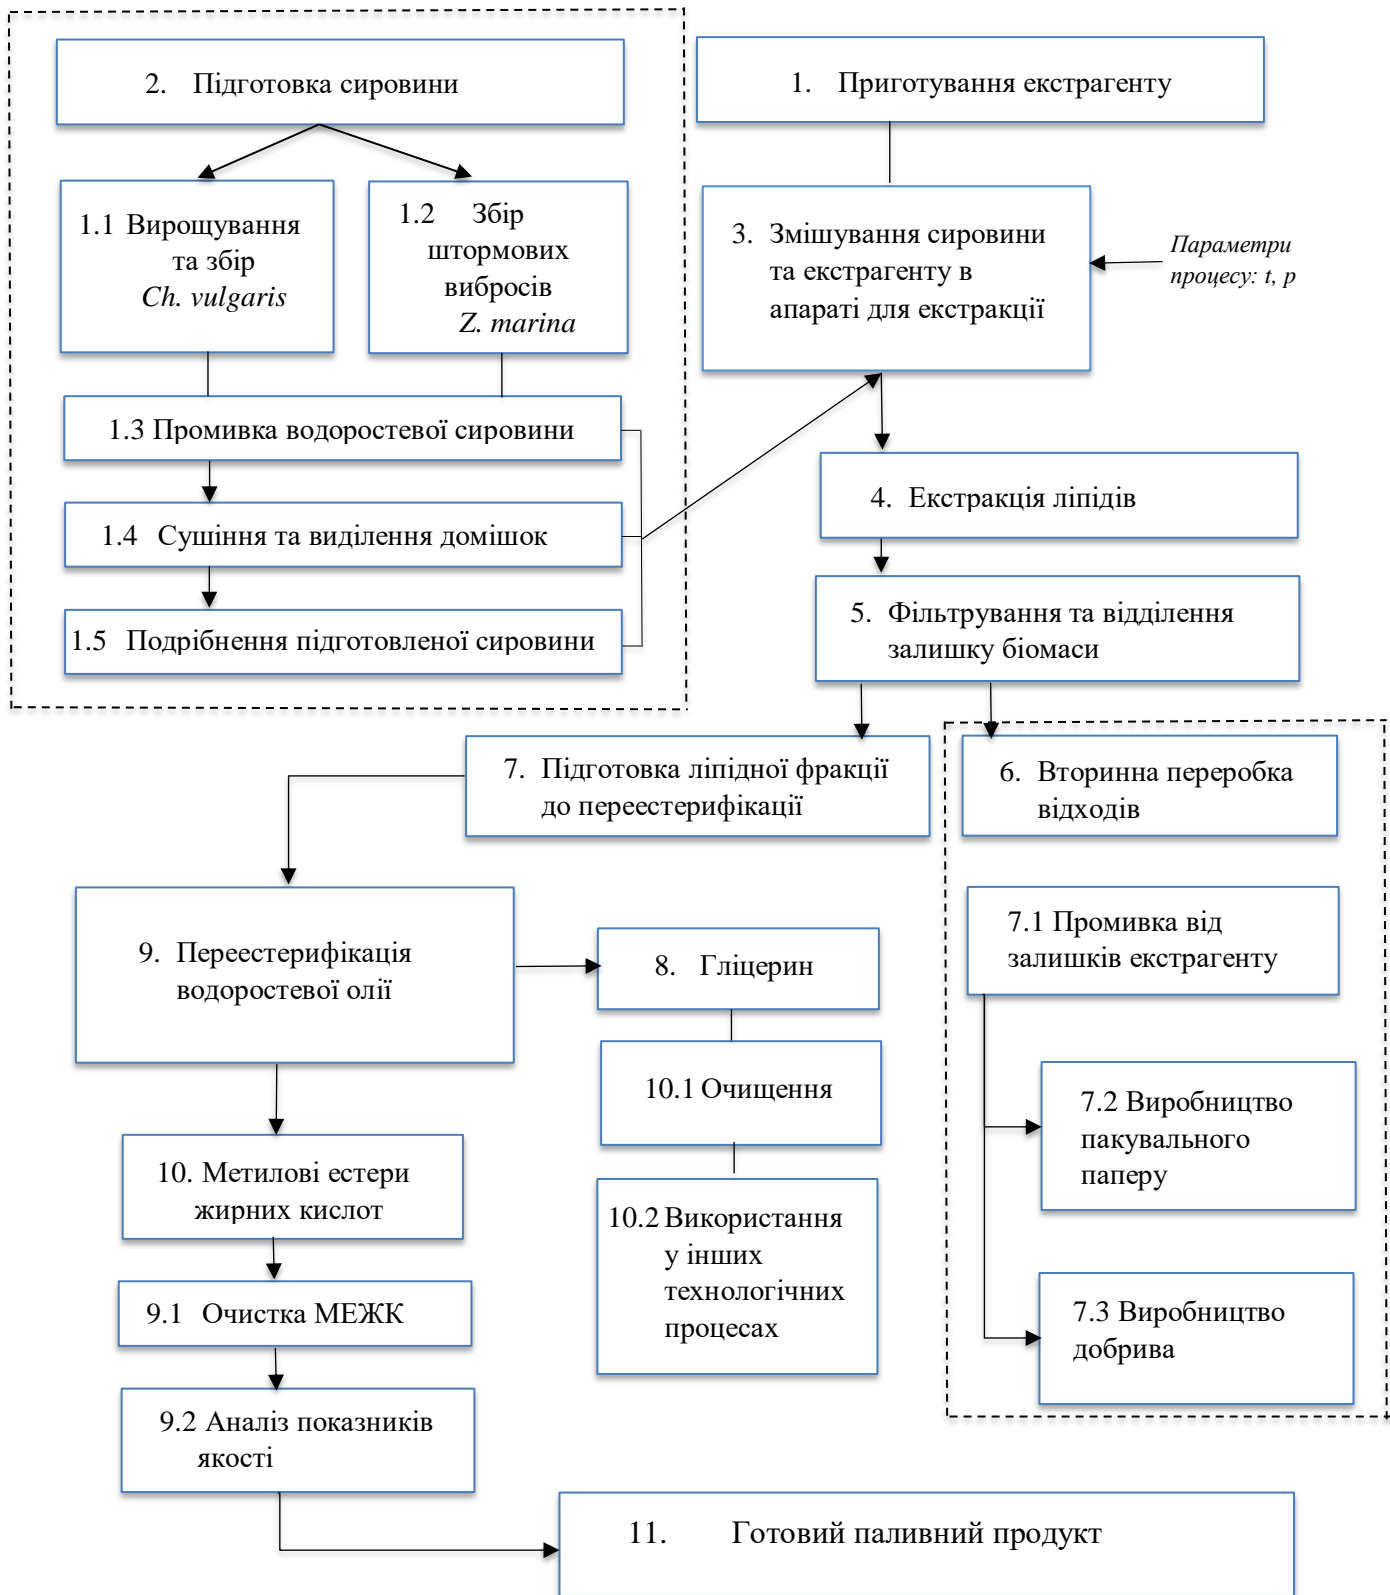 2. Підготовка сировини
1. Приготування екстрагенту
1.1 Вирощування
та збір
Ch. vulgaris
1.2 Збір
штормових
вибросів
Z. marina
3. Змішування сировини
та екстрагенту в
апараті для екстракції
Параметри
процесу: t, p
1.3 Промивка водоростевої сировини
1.4 Сушіння та виділення домішок
1.5 Подрібнення підготовленої сировини
4. Екстракція ліпідів
5. Фільтрування та відділення
залишку біомаси
7. Підготовка ліпідної фракції
до переестерифікації
6. Вторинна переробка
відходів
9. Переестерифікація
водоростевої олії
8. Гліцерин
7.1 Промивка від
залишків екстрагенту
10.1 Очищення
7.2 Виробництво
пакувального
паперу
10. Метилові естери
жирних кислот
10.2 Використання
у інших
технологічних
процесах
9.1 Очистка МЕЖК
7.3 Виробництво
добрива
9.2 Аналіз показників
якості
11. Готовий паливний продукт